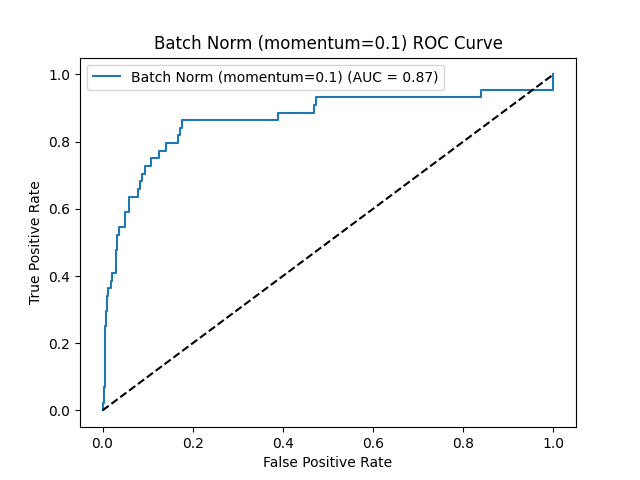 Batch Norm (momentum=0.1) ROC Curve
Batch Norm (momentum=0.1) (AUC = 0.87)
1.0
0.8
0.6
0.4
0.2
0.0
True Positive Rate
0.0 0.2 0.4 0.6 0.8 1.0
False Positive Rate